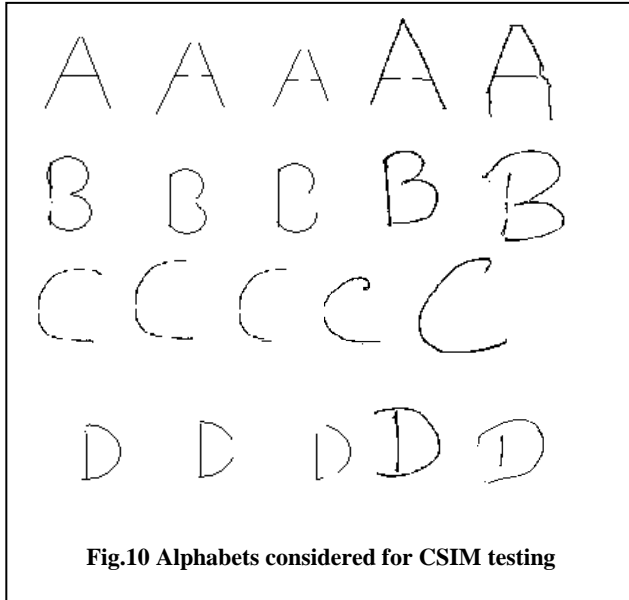 A A A A A
B B B B B
C C C C C
D D D D D
Fig.10 Alphabets considered for CSIM testing